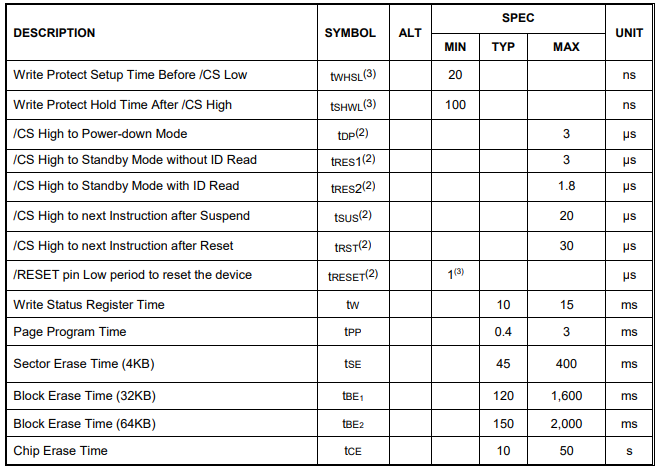 DESCRIPTION SYMBOL ALT SPEC UNIT
MIN TYP MAX
Write Protect Setup Time Before /CS Low tWHSL(3) 20 ns
Write Protect Hold Time After /CS High tSHWL(3) 100 ns
/CS High to Power-down Mode tDP(2) 3 µs
/CS High to Standby Mode without ID Read tRES1(2) 3 µs
/CS High to Standby Mode with ID Read tRES2(2) 1.8 µs
/CS High to next Instruction after Suspend tSUS(2) 20 µs
/CS High to next Instruction after Reset tRST(2) 30 µs
/RESET pin Low period to reset the device tRESET(2) 1(3) µs
Write Status Register Time tW 10 15 ms
Page Program Time tPP 0.4 3 ms
Sector Erase Time (4KB) tSE 45 400 ms
Block Erase Time (32KB) tBE1 120 1,600 ms
Block Erase Time (64KB) tBE2 150 2,000 ms
Chip Erase Time tCE 10 50 s